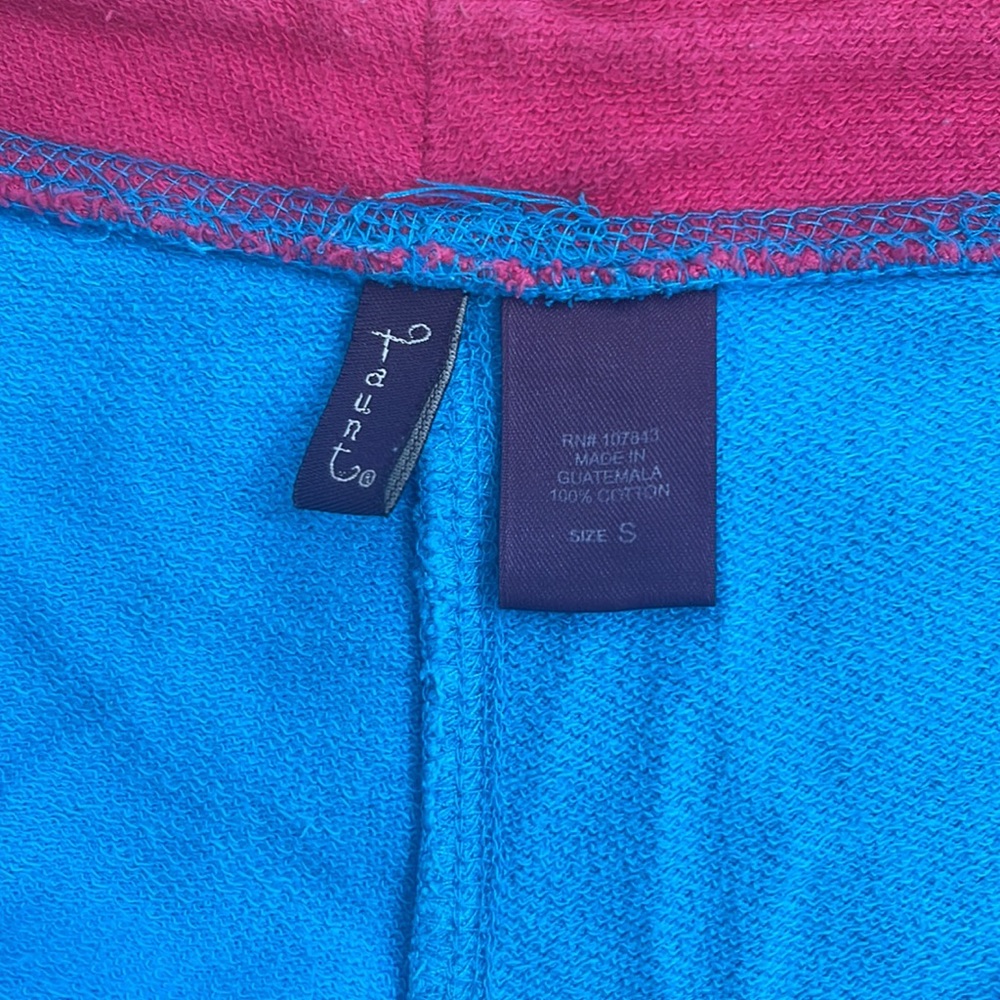 Taunt®
RN# 107843
MADE IN
GUATEMALA
100% COTTON
SIZE S